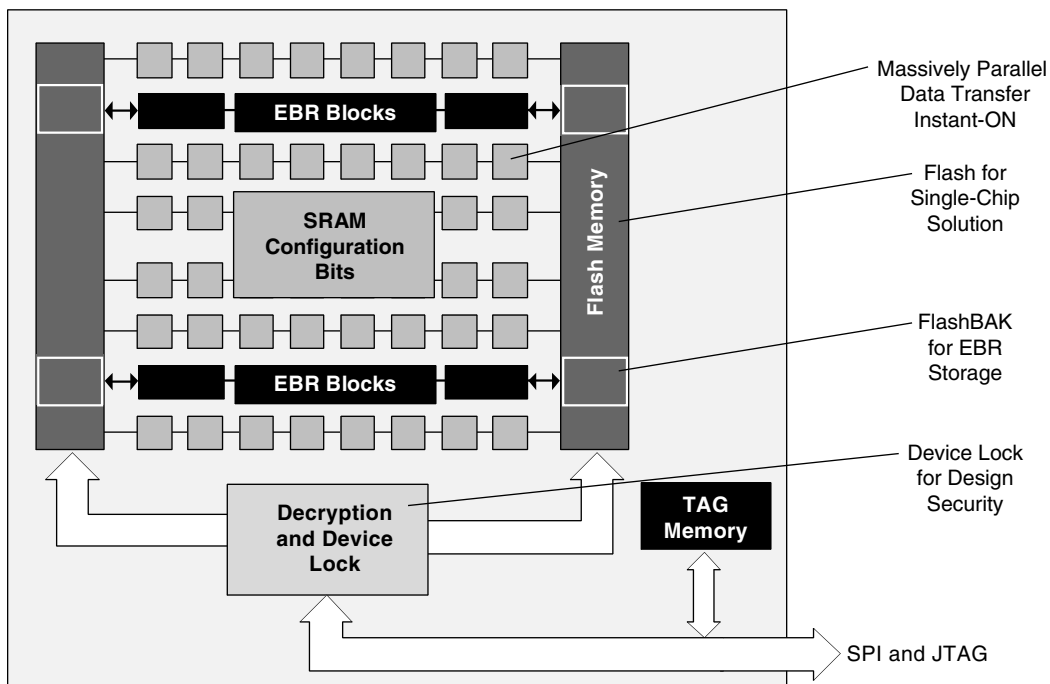 EBR Blocks
SRAM
Configuration
Bits
EBR Blocks
Flash Memory
Massively Parallel
Data Transfer
Instant-ON
Flash for
Single-Chip
Solution
FlashBAK
for EBR
Storage
Device Lock
for Design
Security
Decryption
and Device
Lock
TAG
Memory
SPI and JTAG